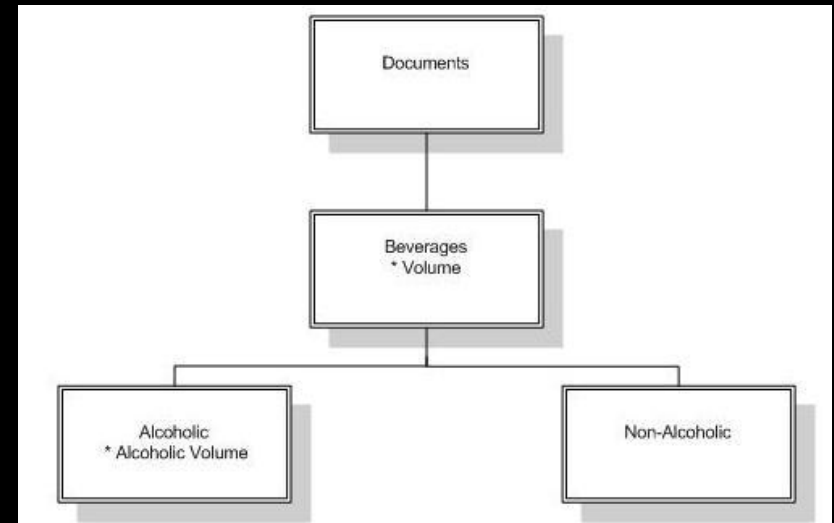 Documents
Beverages
* Volume
Alcoholic
* Alcoholic Volume
Non-Alcoholic